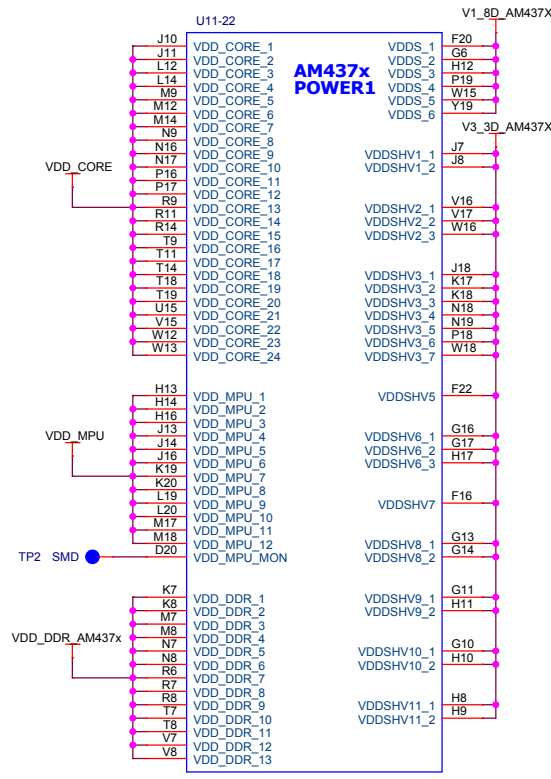 U11-22
V1_8D_AM437X
AM437x
POWER1
J10 VDD_CORE_1 VDDS_1 F20
J11 VDD_CORE_2 VDDS_2 G6
L12 VDD_CORE_3 VDDS_3 H12
L14 VDD_CORE_4 VDDS_4 P19
M9 VDD_CORE_5 VDDS_5 W15
M12 VDD_CORE_6 VDDS_6 Y19
M14 VDD_CORE_7
V3_3D_AM437X
N9 VDD_CORE_8
N16 VDD_CORE_9 VDDSHV1_1 J7
N17 VDD_CORE_10 VDDSHV1_2 J8
VDD_CORE
P16 VDD_CORE_11
P17 VDD_CORE_12
R9 VDD_CORE_13 VDDSHV2_1 V16
R11 VDD_CORE_14 VDDSHV2_2 V17
R14 VDD_CORE_15 VDDSHV2_3 W16
T9 VDD_CORE_16
T11 VDD_CORE_17
T14 VDD_CORE_18 VDDSHV3_1 J18
T18 VDD_CORE_19 VDDSHV3_2 K17
T19 VDD_CORE_20 VDDSHV3_3 K18
U15 VDD_CORE_21 VDDSHV3_4 N18
V15 VDD_CORE_22 VDDSHV3_5 N19
W12 VDD_CORE_23 VDDSHV3_6 P18
W13 VDD_CORE_24 VDDSHV3_7 W18
H13 VDD_MPU_1 VDDSHV5 F22
H14 VDD_MPU_2
H16 VDD_MPU_3
VDD_MPU
J13 VDD_MPU_4 VDDSHV6_1 G16
J14 VDD_MPU_5 VDDSHV6_2 G17
J16 VDD_MPU_6 VDDSHV6_3 H17
K19 VDD_MPU_7
K20 VDD_MPU_8
L19 VDD_MPU_9 VDDSHV7 F16
L20 VDD_MPU_10
M17 VDD_MPU_11
M18 VDD_MPU_12 VDDSHV8_1 G13
TP2 SMD D20 VDD_MPU_MON VDDSHV8_2 G14
K7 VDD_DDR_1 VDDSHV9_1 G11
K8 VDD_DDR_2 VDDSHV9_2 H11
M7 VDD_DDR_3
VDD_DDR_AM437x
M8 VDD_DDR_4
N7 VDD_DDR_5 VDDSHV10_1 G10
N8 VDD_DDR_6 VDDSHV10_2 H10
R6 VDD_DDR_7
R7 VDD_DDR_8
R8 VDD_DDR_9 VDDSHV11_1 H8
T7 VDD_DDR_10 VDDSHV11_2 H9
T8 VDD_DDR_11
V7 VDD_DDR_12
V8 VDD_DDR_13